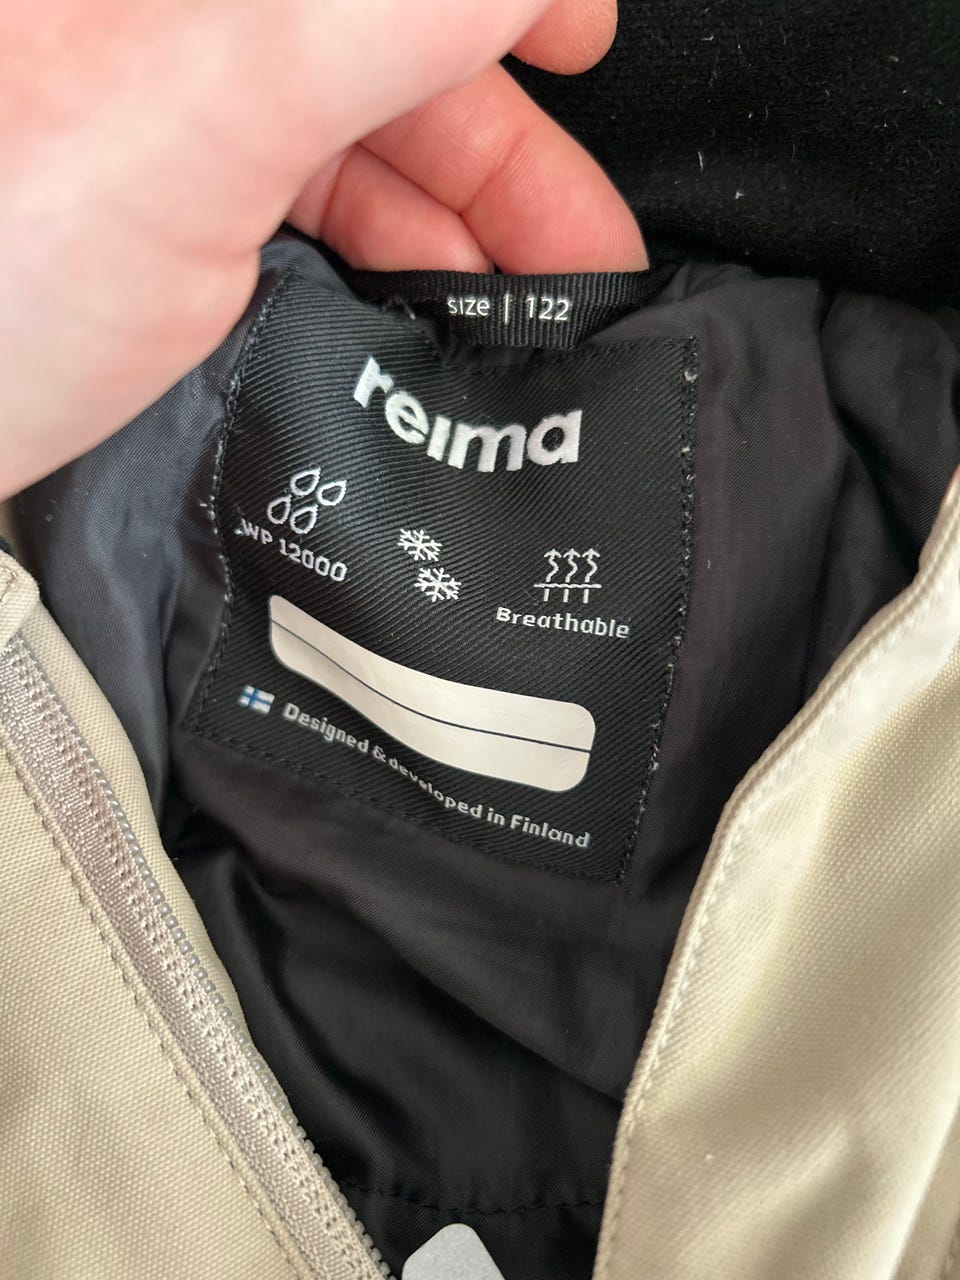 size | 122
reima
WP 12000
Breathable
Designed & developed in Finland